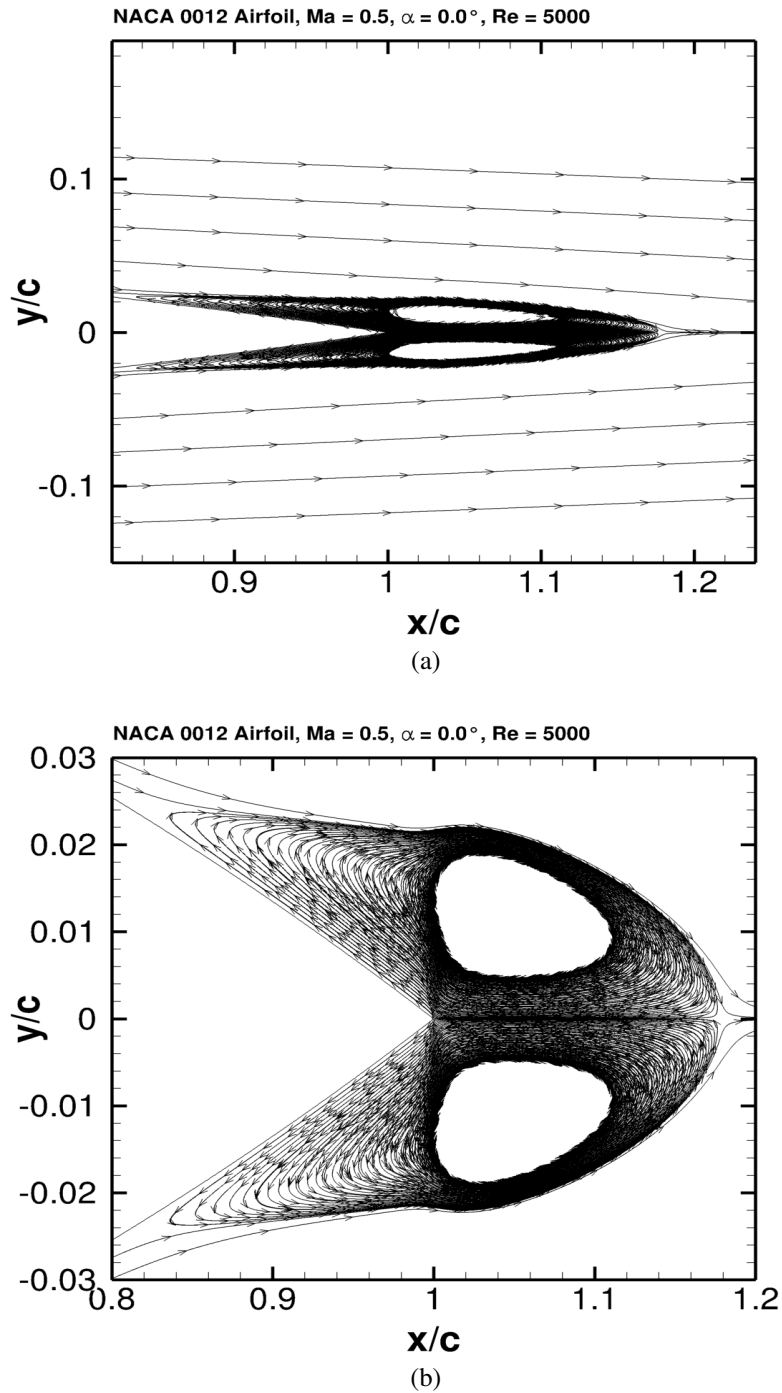 NACA 0012 Airfoil, Ma = 0.5, α = 0.0°, Re = 5000
y/c
0.1
0
-0.1
0.9
1
1.1
1.2
x/c
(a)
NACA 0012 Airfoil, Ma = 0.5, α = 0.0°, Re = 5000
y/c
0.03
0.02
0.01
0
-0.01
-0.02
-0.03
0.8
0.9
1
1.1
1.2
x/c
(b)